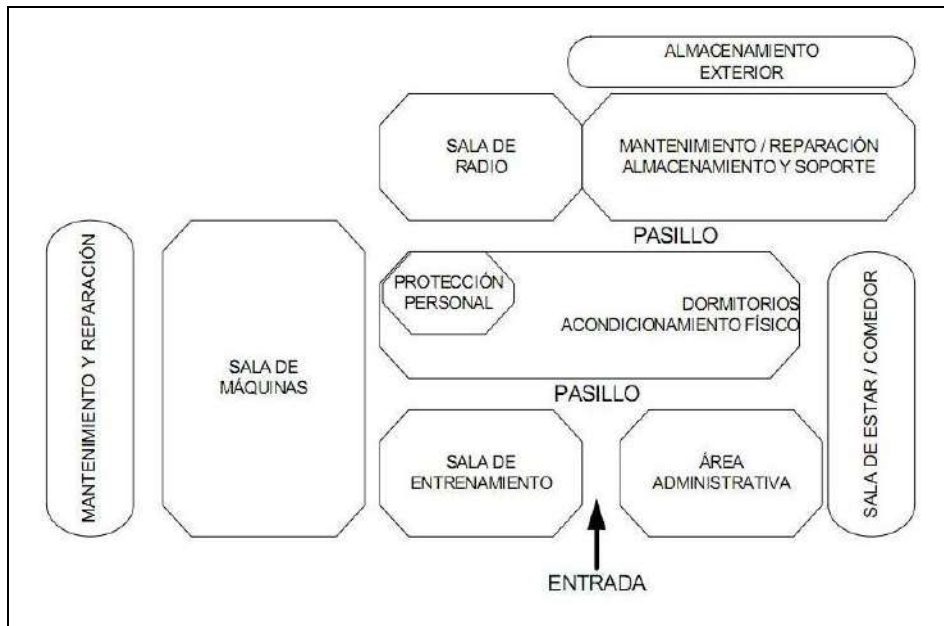 ALMACENAMIENTO
EXTERIOR
SALA DE
RADIO
MANTENIMIENTO / REPARACIÓN
ALMACENAMIENTO Y SOPORTE
PASILLO
MANTENIMIENTO Y REPARACIÓN
SALA DE
MÁQUINAS
PROTECCIÓN
PERSONAL
DORMITORIOS
ACONDICIONAMIENTO FÍSICO
SALA DE ESTAR / COMEDOR
PASILLO
SALA DE
ENTRENAMIENTO
ÁREA
ADMINISTRATIVA
ENTRADA